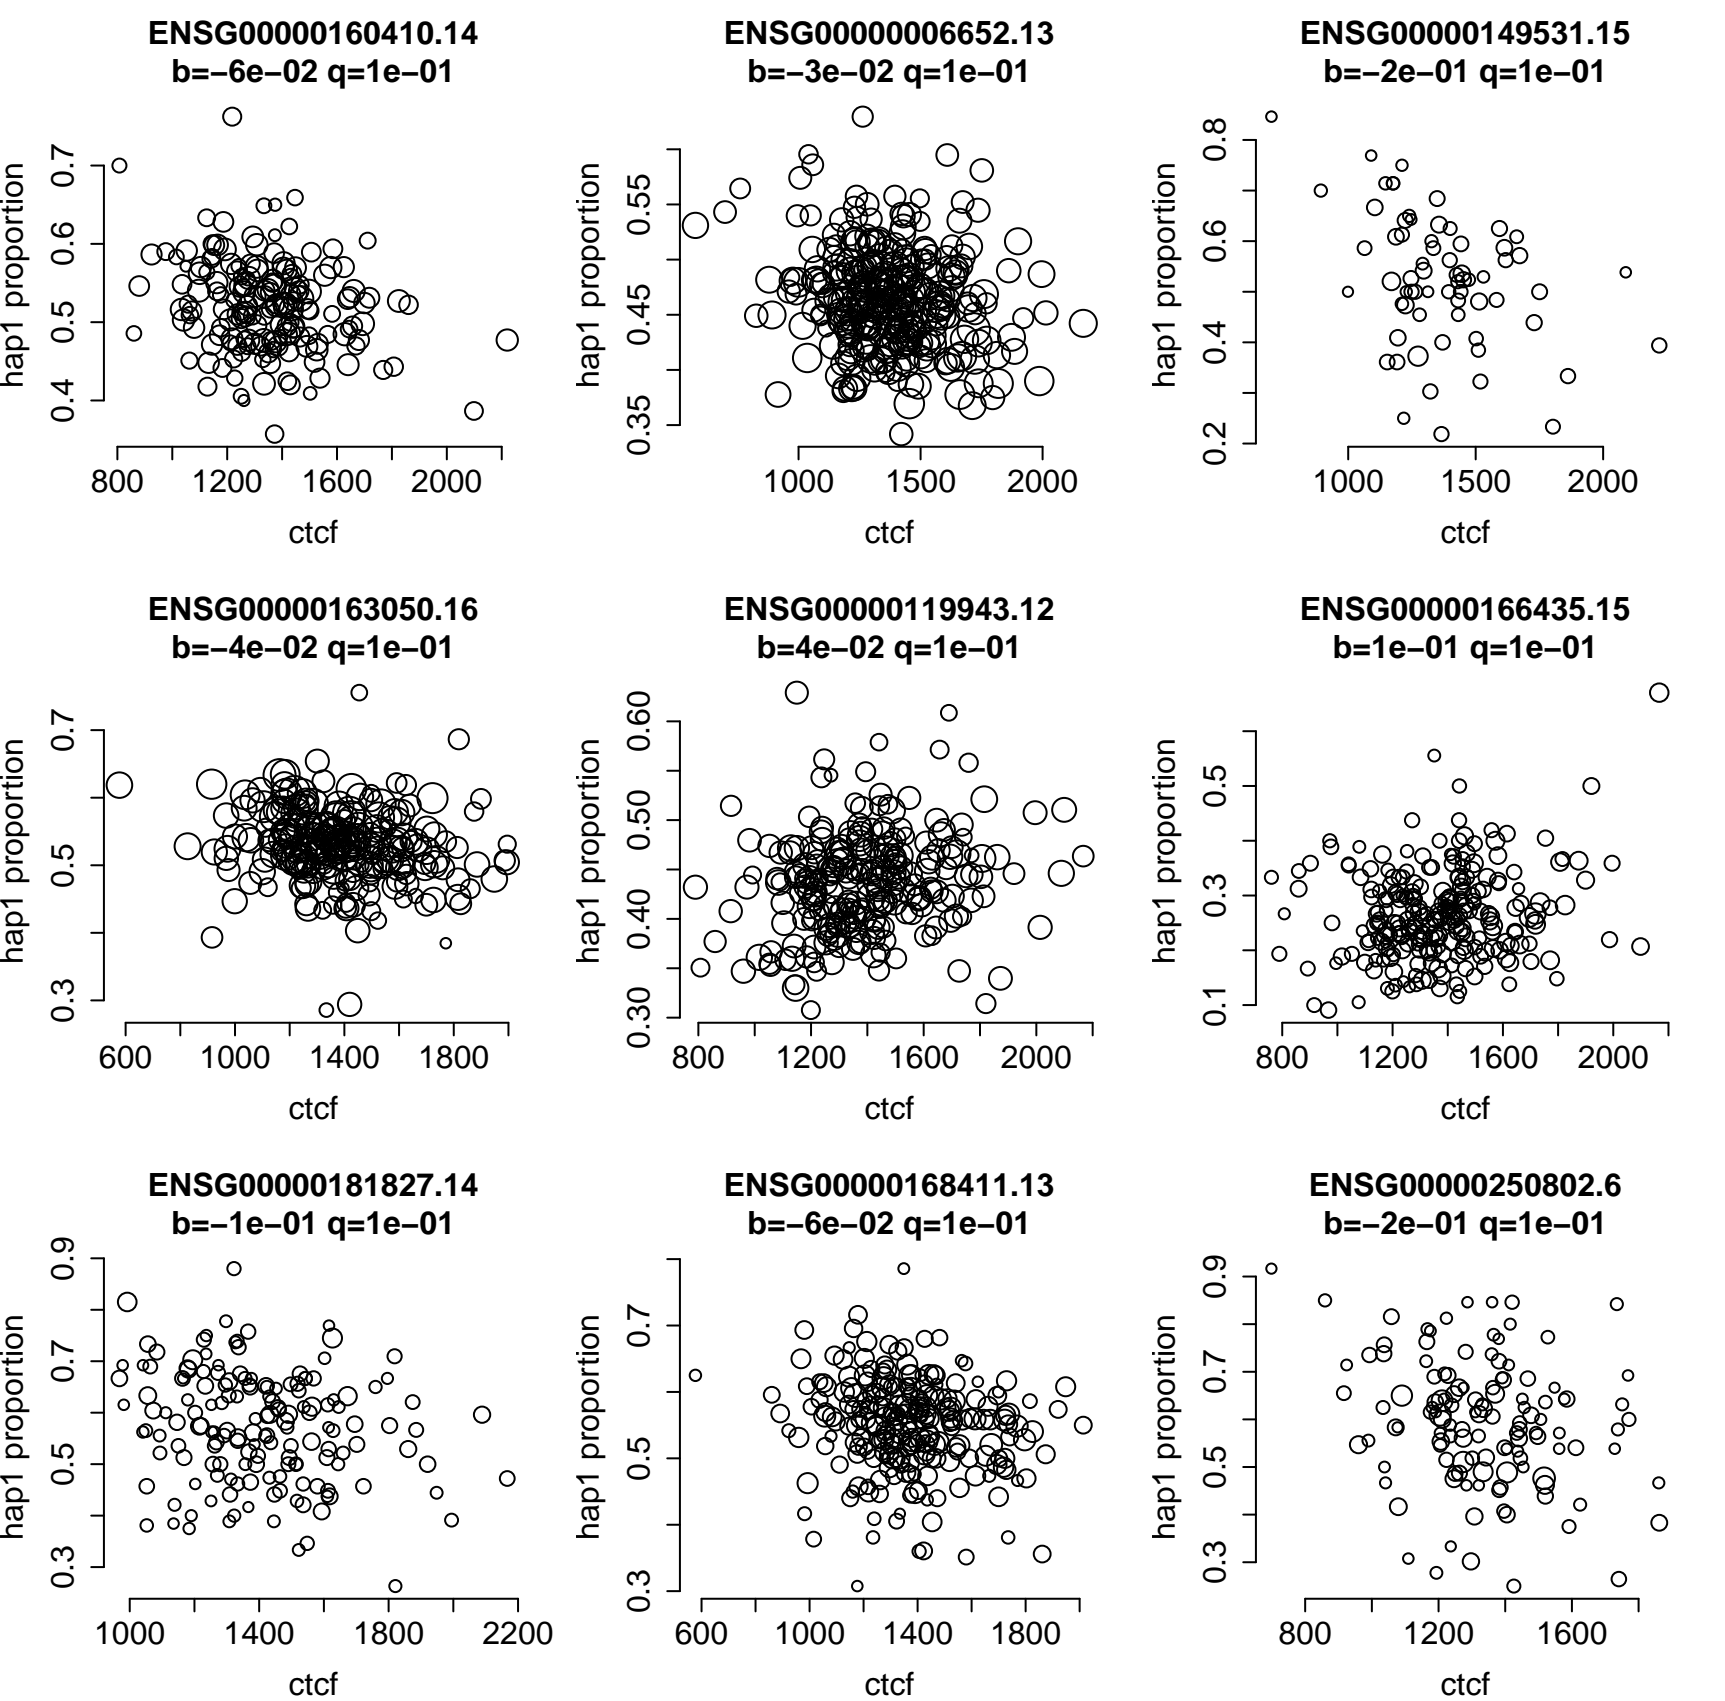 ENSG00000160410.14
b=−6e−02 q=1e−01
hap1 proportion
0.7
0.6
0.5
0.4
800 1200 1600 2000
ctcf
ENSG00000006652.13
b=−3e−02 q=1e−01
hap1 proportion
0.55
0.45
0.35
1000 1500 2000
ctcf
ENSG00000149531.15
b=−2e−01 q=1e−01
hap1 proportion
0.8
0.6
0.4
0.2
1000 1500 2000
ctcf
ENSG00000163050.16
b=−4e−02 q=1e−01
hap1 proportion
0.7
0.5
0.3
600 1000 1400 1800
ctcf
ENSG00000119943.12
b=4e−02 q=1e−01
hap1 proportion
0.60
0.50
0.40
0.30
800 1200 1600 2000
ctcf
ENSG00000166435.15
b=1e−01 q=1e−01
hap1 proportion
0.5
0.3
0.1
800 1200 1600 2000
ctcf
ENSG00000181827.14
b=−1e−01 q=1e−01
hap1 proportion
0.9
0.7
0.5
0.3
1000 1400 1800 2200
ctcf
ENSG00000168411.13
b=−6e−02 q=1e−01
hap1 proportion
0.7
0.5
0.3
600 1000 1400 1800
ctcf
ENSG00000250802.6
b=−2e−01 q=1e−01
hap1 proportion
0.9
0.7
0.5
0.3
800 1200 1600
ctcf